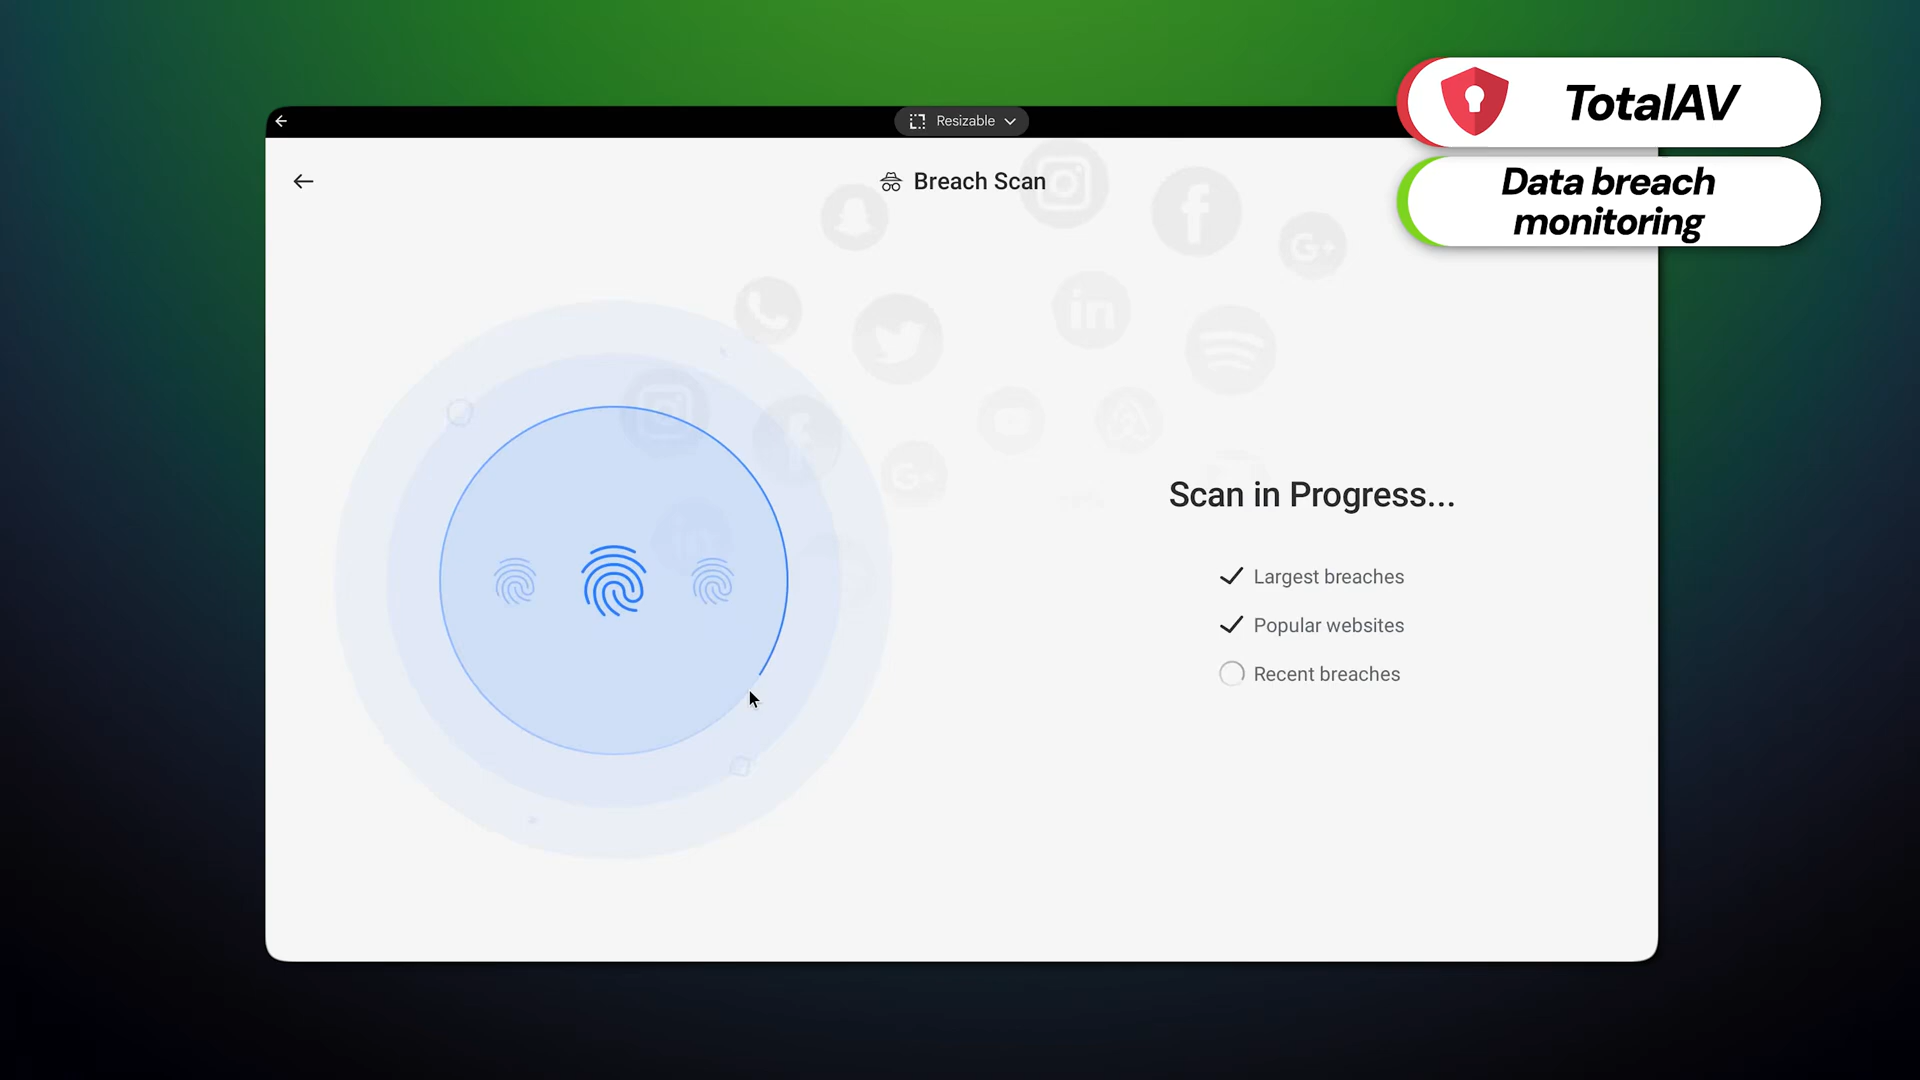 TotalAV
Data breach
monitoring
Resizable
Breach Scan
Scan in Progress...
Largest breaches
Popular websites
Recent breaches